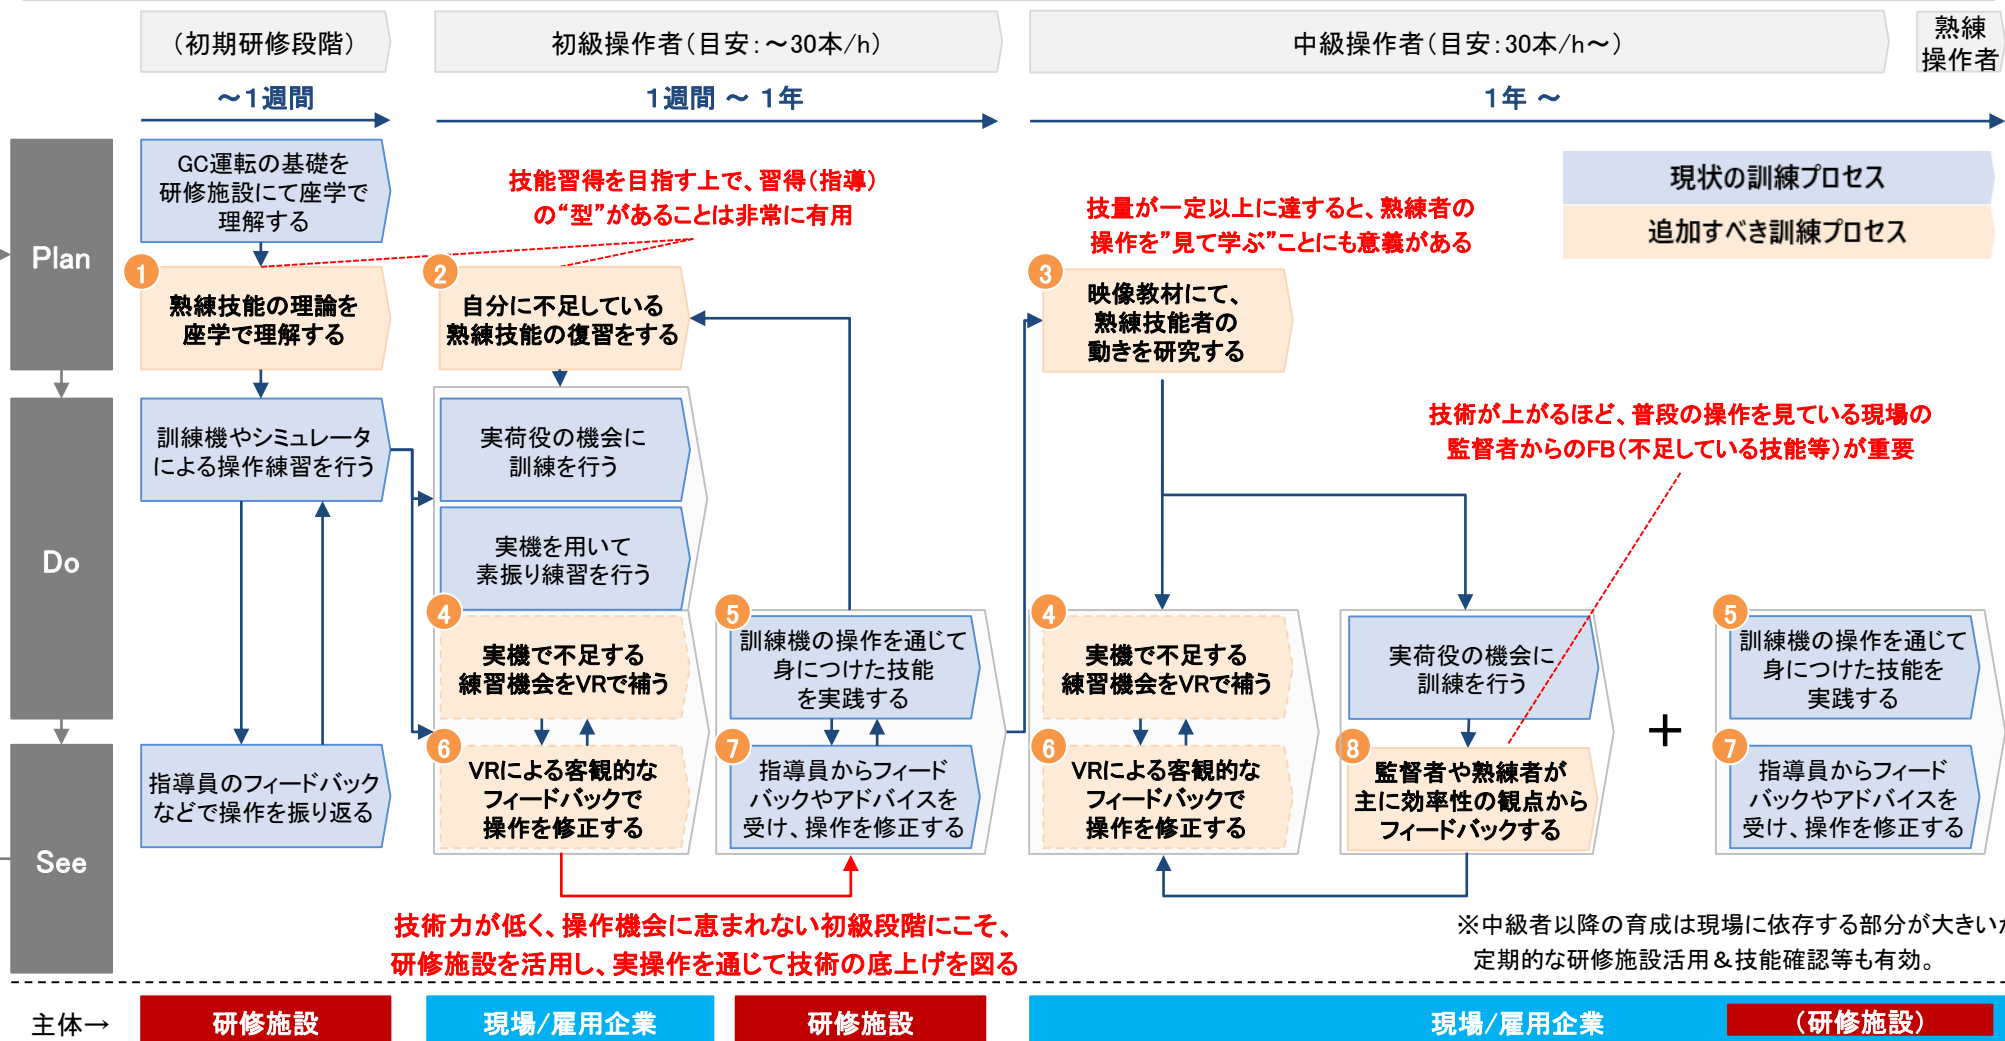 (初期研修段階)
初級操作者(目安:～30本/h)
中級操作者(目安:30本/h～)
熟練
操作者
～1週間
1週間 ～ 1年
1年 ～
Plan
GC運転の基礎を
研修施設にて座学で
理解する
技能習得を目指す上で、習得(指導)
の“型”があることは非常に有用
技量が一定以上に達すると、熟練者の
操作を”見て学ぶ”ことにも意義がある
現状の訓練プロセス
追加すべき訓練プロセス
1
熟練技能の理論を
座学で理解する
2
自分に不足している
熟練技能の復習をする
3
映像教材にて、
熟練技能者の
動きを研究する
Do
訓練機やシミュレータ
による操作練習を行う
実荷役の機会に
訓練を行う
実機を用いて
素振り練習を行う
技術が上がるほど、普段の操作を見ている現場の
監督者からのFB(不足している技能等)が重要
4
実機で不足する
練習機会をVRで補う
5
訓練機の操作を通じて
身につけた技能
を実践する
4
実機で不足する
練習機会をVRで補う
実荷役の機会に
訓練を行う
+
5
訓練機の操作を通じて
身につけた技能を
実践する
See
指導員のフィードバック
などで操作を振り返る
6
VRによる客観的な
フィードバックで
操作を修正する
7
指導員からフィード
バックやアドバイスを
受け、操作を修正する
6
VRによる客観的な
フィードバックで
操作を修正する
8
監督者や熟練者が
主に効率性の観点から
フィードバックする
7
指導員からフィード
バックやアドバイスを
受け、操作を修正する
技術力が低く、操作機会に恵まれない初級段階にこそ、
研修施設を活用し、実操作を通じて技術の底上げを図る
※中級者以降の育成は現場に依存する部分が大きいが
定期的な研修施設活用＆技能確認等も有効。
主体→
研修施設
現場/雇用企業
研修施設
現場/雇用企業
(研修施設)